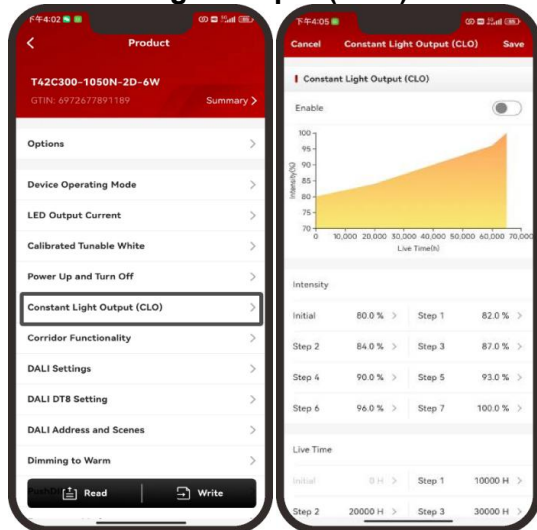 下午4:02
Product
T42C300-1050N-2D-6W
GTIN: 6972677891189
Summary >
Options
Device Operating Mode
LED Output Current
Calibrated Tunable White
Power Up and Turn Off
Constant Light Output (CLO)
Corridor Functionality
DALI Settings
DALI DT8 Setting
DALI Address and Scenes
Dimming to Warm
Read
Write
下午4:05
Cancel Constant Light Output (CLO) Save
Constant Light Output (CLO)
Enable
Intensity(%)
100
95
90
85
80
75
70
0 10,000 20,000 30,000 40,000 50,000 60,000 70,000
Live Time(h)
Intensity
Initial 80.0 % > Step 1 82.0 % >
Step 2 84.0 % > Step 3 87.0 % >
Step 4 90.0 % > Step 5 93.0 % >
Step 6 96.0 % > Step 7 100.0 % >
Live Time
Initial 0 H > Step 1 10000 H >
Step 2 20000 H > Step 3 30000 H >